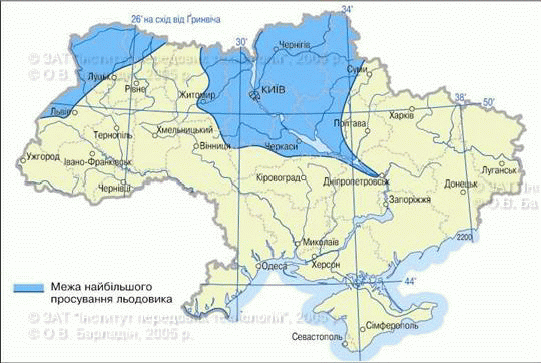 26° на схід від Ґринвіча
34°
© ЗАТ "Інститут передових технологій", 2005 р.
© О.В. Барладін, 2005 р.
30°
Чернігів
Луцьк
Рівне
Житомир
КИЇВ
Суми
38°
50°
Львів
Харків
Полтава
Тернопіль
Хмельницький
Вінниця
Черкаси
Ужгород
Івано-Франківськ
Луганськ
Чернівці
Кіровоград
Дніпропетровськ
Донецьк
Запоріжжя
© ЗАТ "Інст
© О.В. Бар
2200
Миколаїв
Одеса
Херсон
44°
Межа найбільшого
просування льодовика
© ЗАТ "Інститут передових технологій", 2005 р.
© О.В. Барладін, 2005 р.
Сімферополь
Севастополь